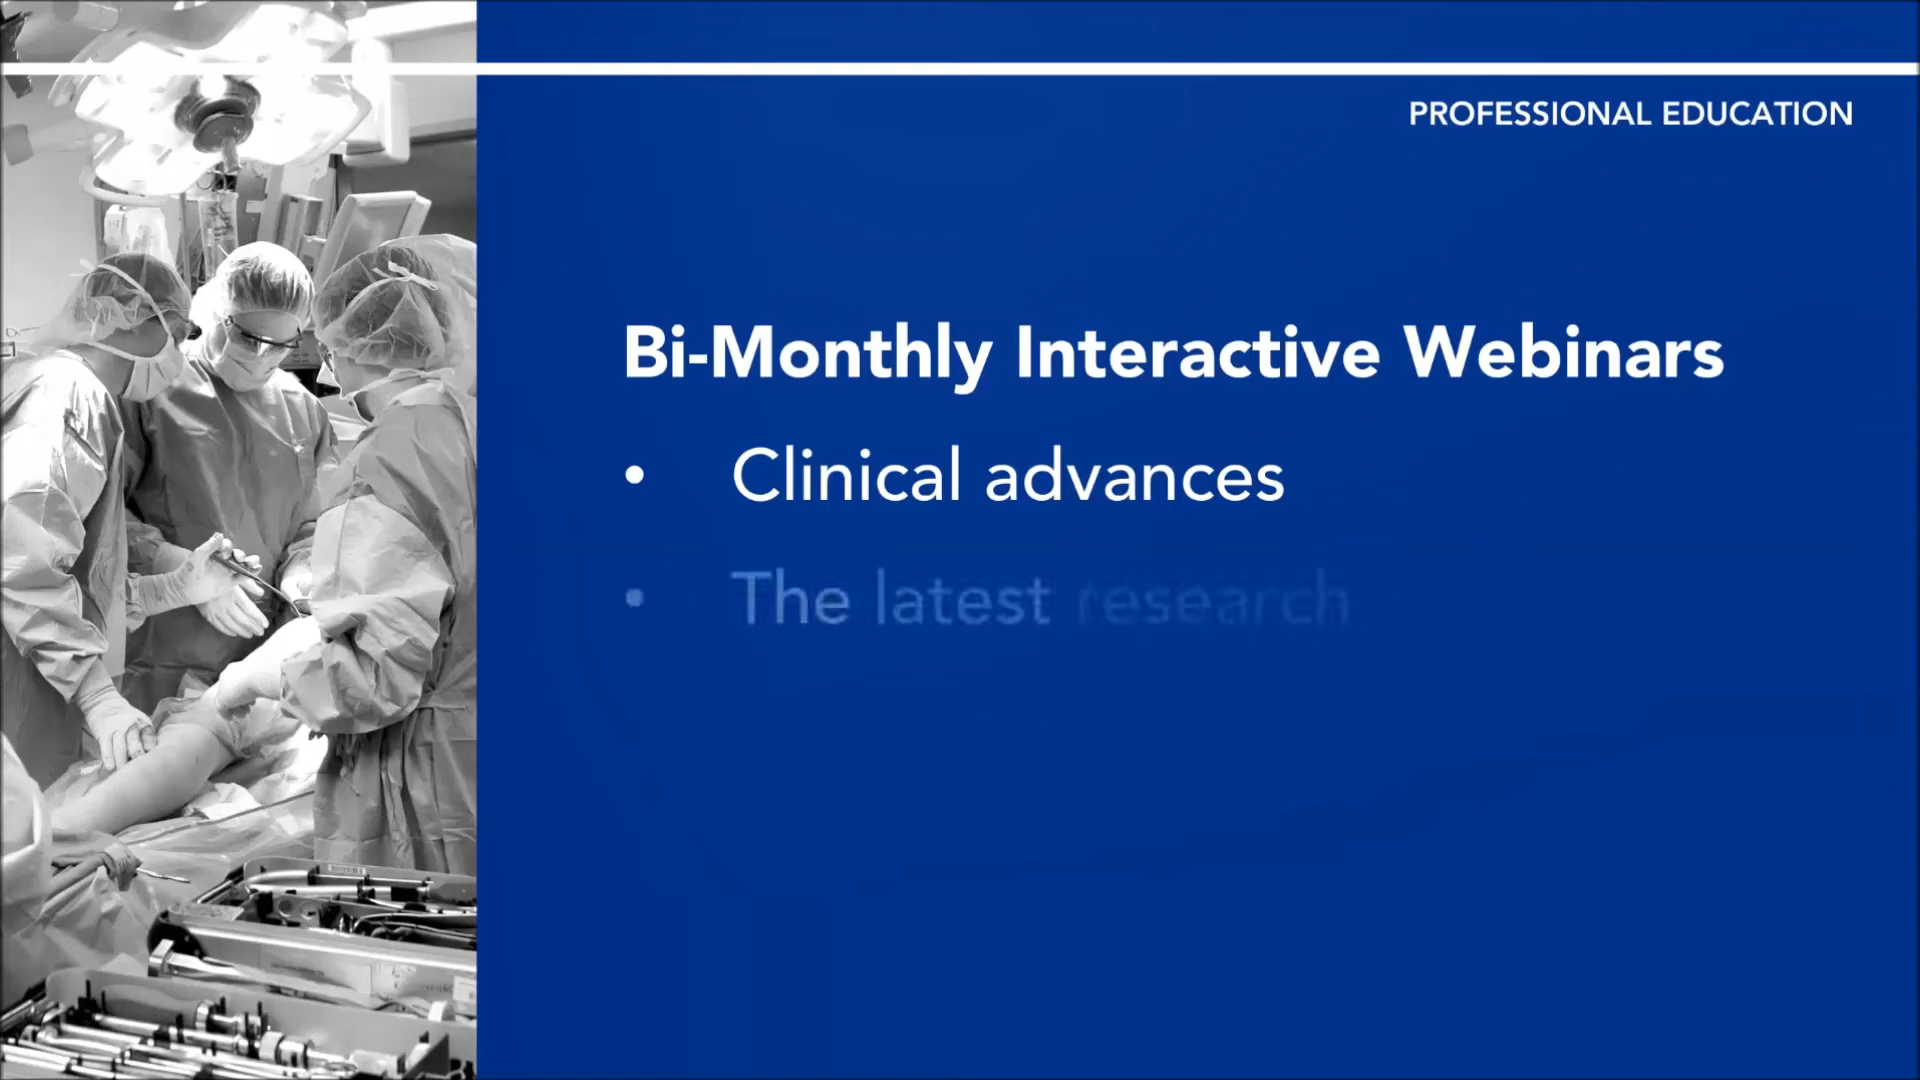 PROFESSIONAL EDUCATION
Bi-Monthly Interactive Webinars
• Clinical advances
• The latest research